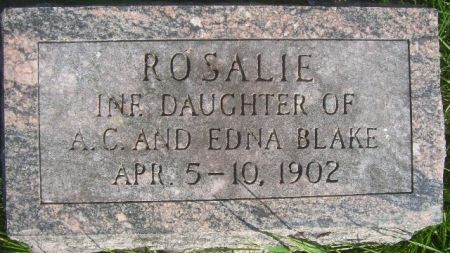 ROSALIE
INF. DAUGHTER OF
A. C. AND EDNA BLAKE
APR. 5-10, 1902